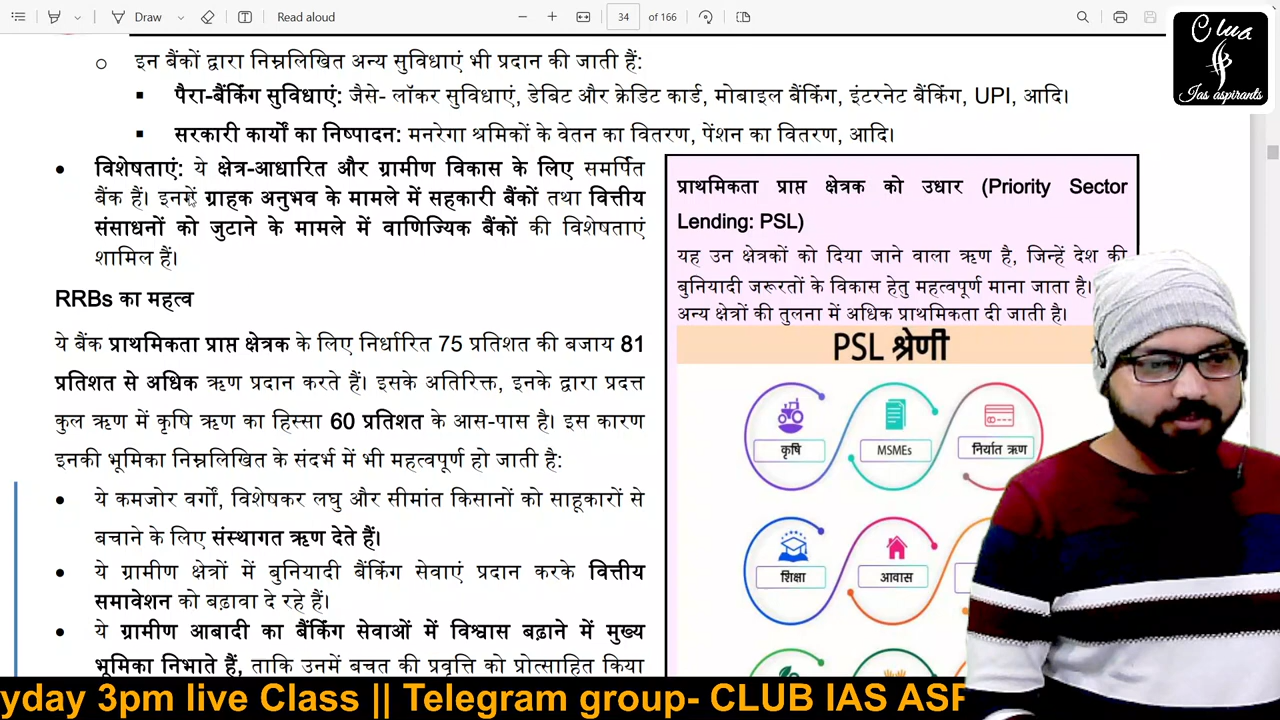 Draw
Read aloud
34
of 166
Clua
Ias aspirants
इन बैंकों द्वारा निम्नलिखित अन्य सुविधाएं भी प्रदान की जाती हैं:
पैरा-बैंकिंग सुविधाएं: जैसे- लॉकर सुविधाएं, डेबिट और क्रेडिट कार्ड, मोबाइल बैंकिंग, इंटरनेट बैंकिंग, UPI, आदि।
सरकारी कार्यों का निष्पादन: मनरेगा श्रमिकों के वेतन का वितरण, पेंशन का वितरण, आदि।
विशेषताएं: ये क्षेत्र-आधारित और ग्रामीण विकास के लिए समर्पित
बैंक हैं। इनमें ग्राहक अनुभव के मामले में सहकारी बैंकों तथा वित्तीय
संसाधनों को जुटाने के मामले में वाणिज्यिक बैंकों की विशेषताएं
शामिल हैं।
RRBs का महत्व
ये बैंक प्राथमिकता प्राप्त क्षेत्रक के लिए निर्धारित 75 प्रतिशत की बजाय 81
प्रतिशत से अधिक ऋण प्रदान करते हैं। इसके अतिरिक्त, इनके द्वारा प्रदत्त
कुल ऋण में कृषि ऋण का हिस्सा 60 प्रतिशत के आस-पास है। इस कारण
इनकी भूमिका निम्नलिखित के संदर्भ में भी महत्वपूर्ण हो जाती है:
ये कमजोर वर्गों, विशेषकर लघु और सीमांत किसानों को साहूकारों से
बचाने के लिए संस्थागत ऋण देते हैं।
ये ग्रामीण क्षेत्रों में बुनियादी बैंकिंग सेवाएं प्रदान करके वित्तीय
समावेशन को बढ़ावा दे रहे हैं।
ये ग्रामीण आबादी का बैंकिंग सेवाओं में विश्वास बढ़ाने में मुख्य
भूमिका निभाते हैं, ताकि उनमें बचत की प्रवृत्ति को प्रोत्साहित किया
प्राथमिकता प्राप्त क्षेत्रक को उधार (Priority Sector
Lending: PSL)
यह उन क्षेत्रकों को दिया जाने वाला ऋण है, जिन्हें देश की
बुनियादी जरूरतों के विकास हेतु महत्वपूर्ण माना जाता है।
अन्य क्षेत्रों की तुलना में अधिक प्राथमिकता दी जाती है।
PSL श्रेणी
कृषि
MSMEs
निर्यात ऋण
शिक्षा
आवास
yday 3pm live Class || Telegram group- CLUB IAS ASP